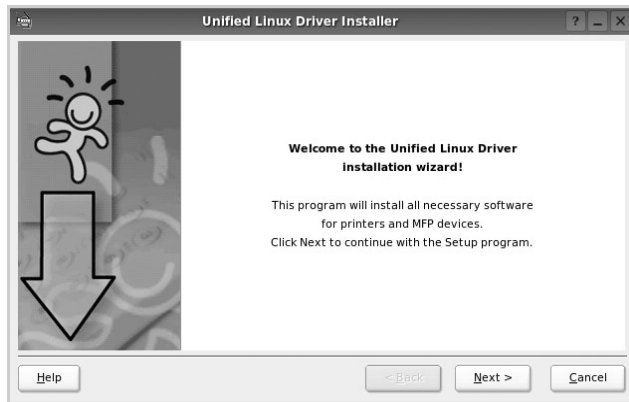 Unified Linux Driver Installer
Welcome to the Unified Linux Driver
installation wizard!
This program will install all necessary software
for printers and MFP devices.
Click Next to continue with the Setup program.
Help
< Back
Next >
Cancel